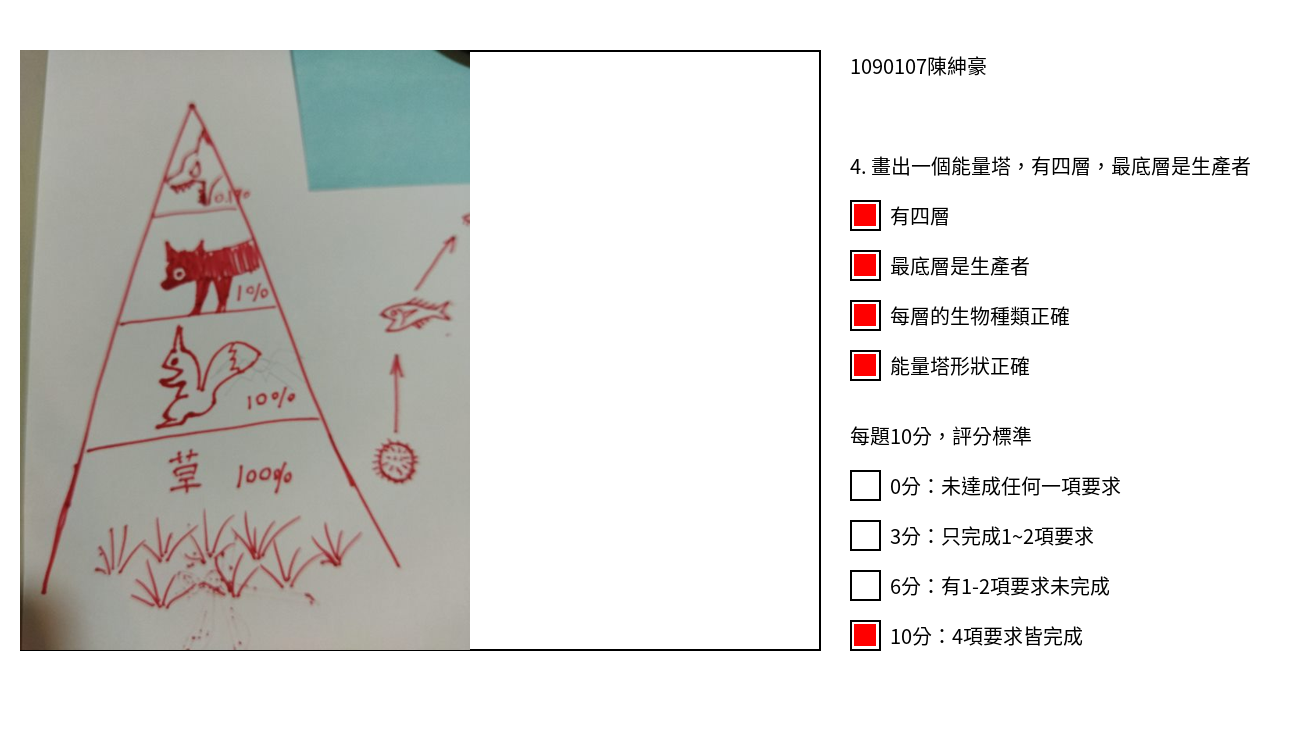 1090107陳紳豪
4. 畫出一個能量塔，有四層，最底層是生產者
有四層
最底層是生產者
每層的生物種類正確
能量塔形狀正確
每題10分，評分標準
0分：未達成任何一項要求
3分：只完成1~2項要求
6分：有1-2項要求未完成
10分：4項要求皆完成
0.1%
1%
10%
草 100%